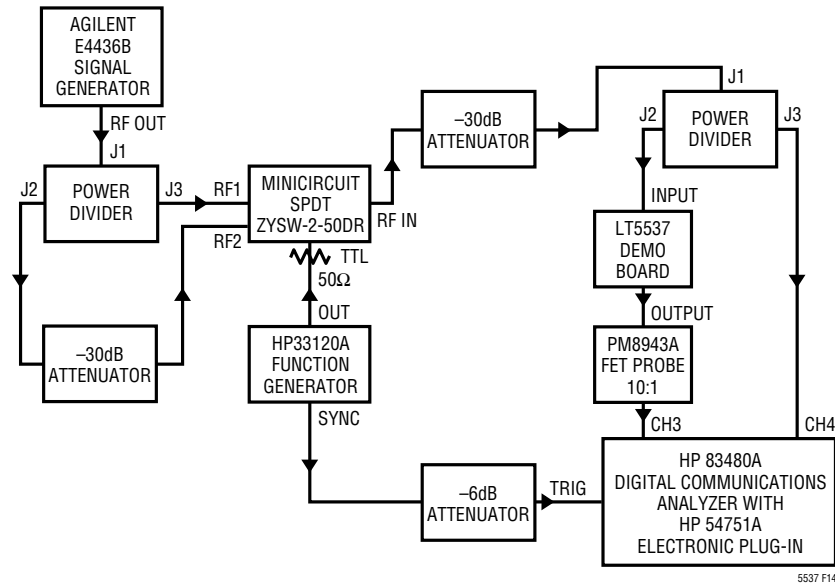 AGILENT
E4436B
SIGNAL
GENERATOR
RF OUT
J1
J2
POWER
DIVIDER
J3
RF1
RF2
MINICIRCUIT
SPDT
ZYSW-2-50DR
RF IN
TTL
50Ω
OUT
–30dB
ATTENUATOR
HP33120A
FUNCTION
GENERATOR
SYNC
–30dB
ATTENUATOR
J1
J2
POWER
DIVIDER
J3
INPUT
LT5537
DEMO
BOARD
OUTPUT
PM8943A
FET PROBE
10:1
CH3
CH4
–6dB
ATTENUATOR
TRIG
HP 83480A
DIGITAL COMMUNICATIONS
ANALYZER WITH
HP 54751A
ELECTRONIC PLUG-IN
5537 F14